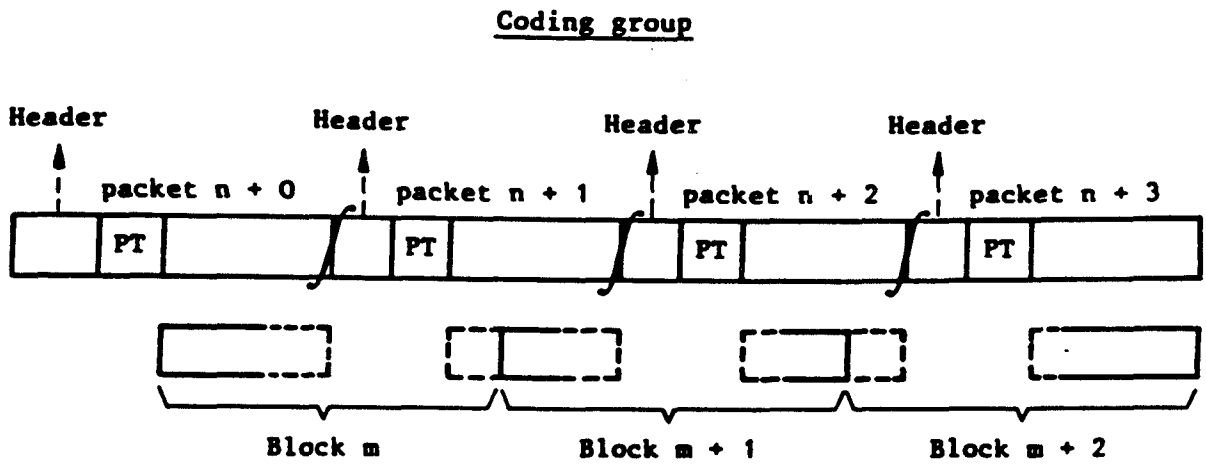 Coding group
Header Header Header Header
packet n + 0 packet n + 1 packet n + 2 packet n + 3
PT PT PT PT
Block m Block m + 1 Block m + 2